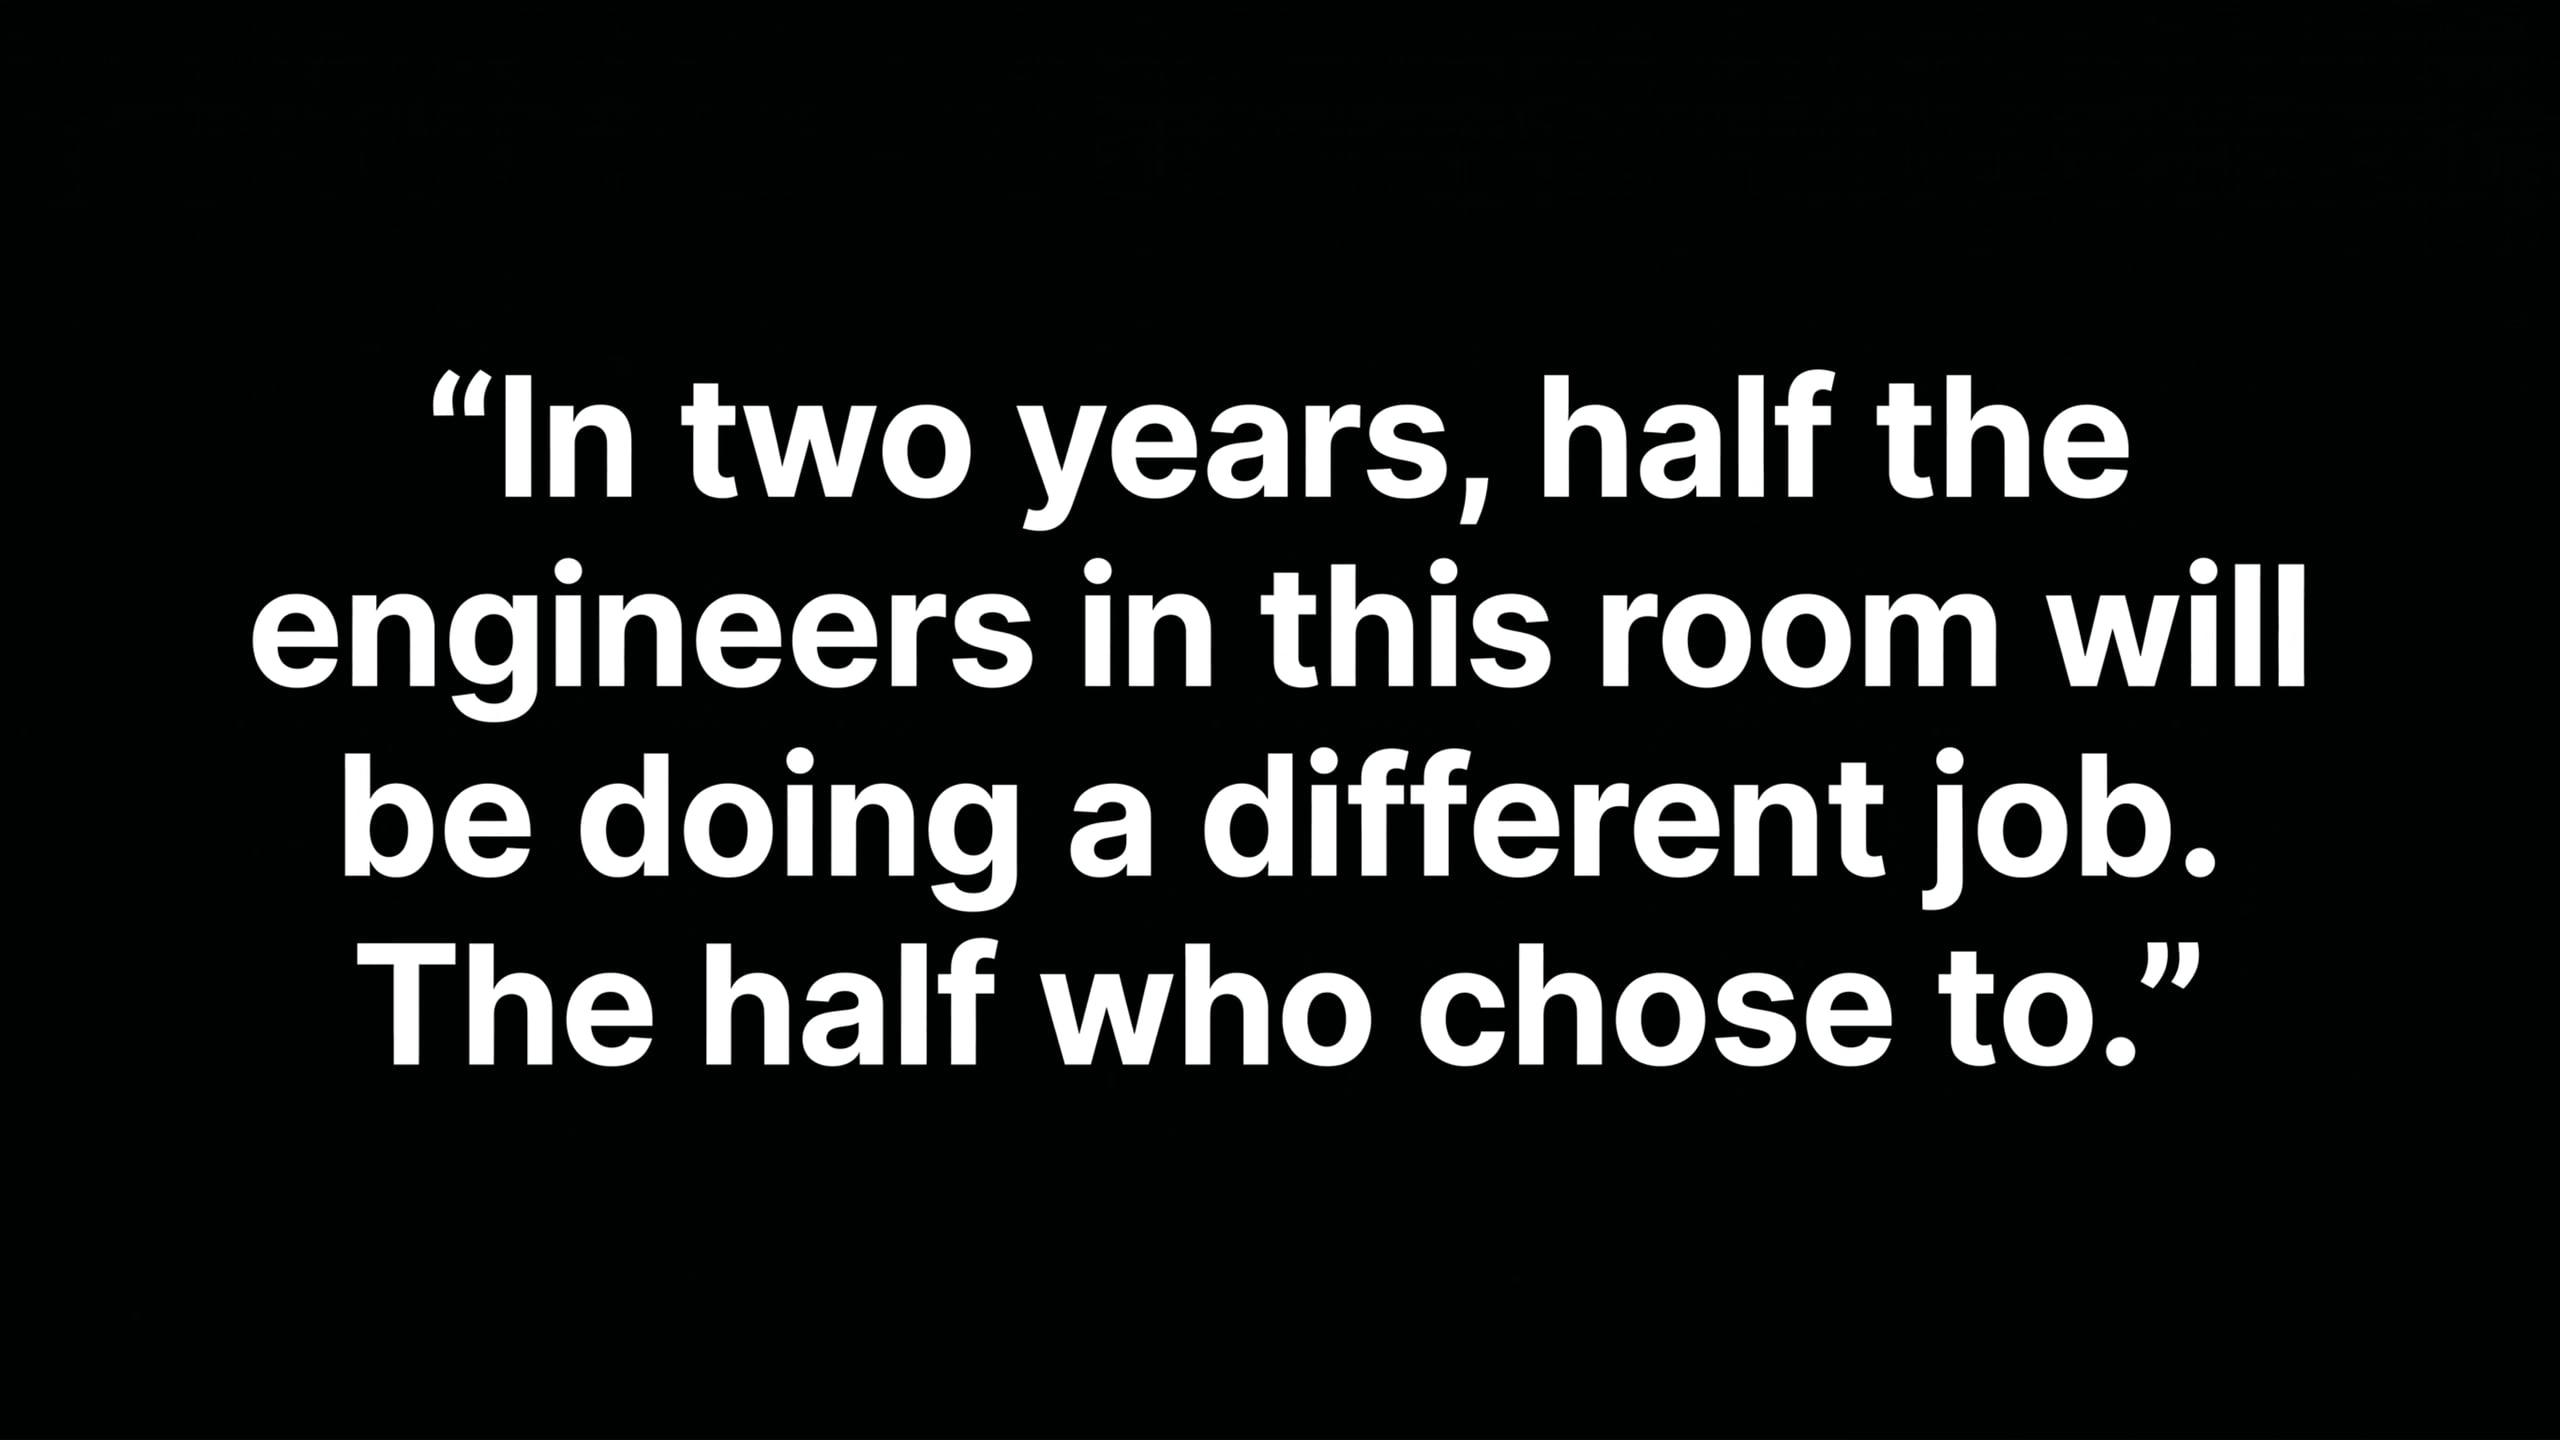 “In two years, half the
engineers in this room will
be doing a different job.
The half who chose to.”